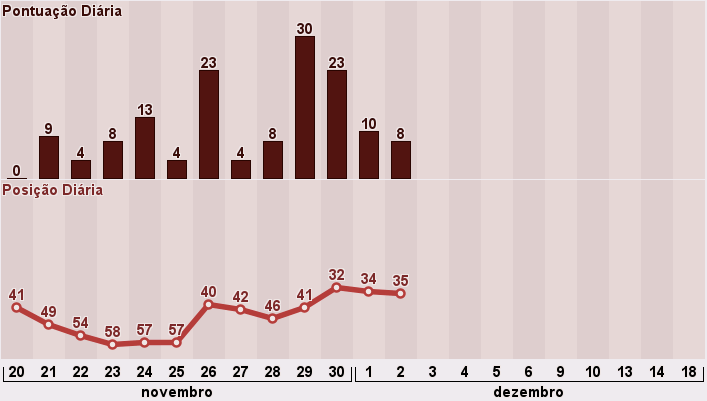 Pontuação Diária
0 9 4 8 13 4 23 4 8 30 23 10 8
Posição Diária
41 49 54 58 57 57 40 42 46 41 32 34 35
20 21 22 23 24 25 26 27 28 29 30 1 2 3 4 5 6 9 10 13 14 18
novembro dezembro